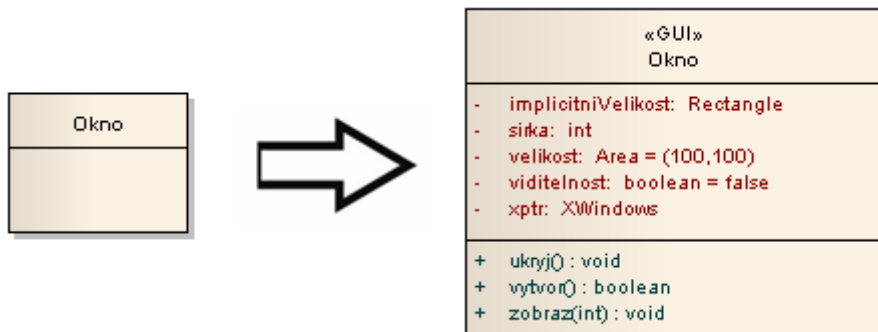 Okno
«GUI»
Okno
- implicitniVelikost: Rectangle
- sirka: int
- velikost: Area = (100,100)
- viditelnost: boolean = false
- xptr: XWindows
+ ukryj() : void
+ vytvor() : boolean
+ zobraz(int) : void